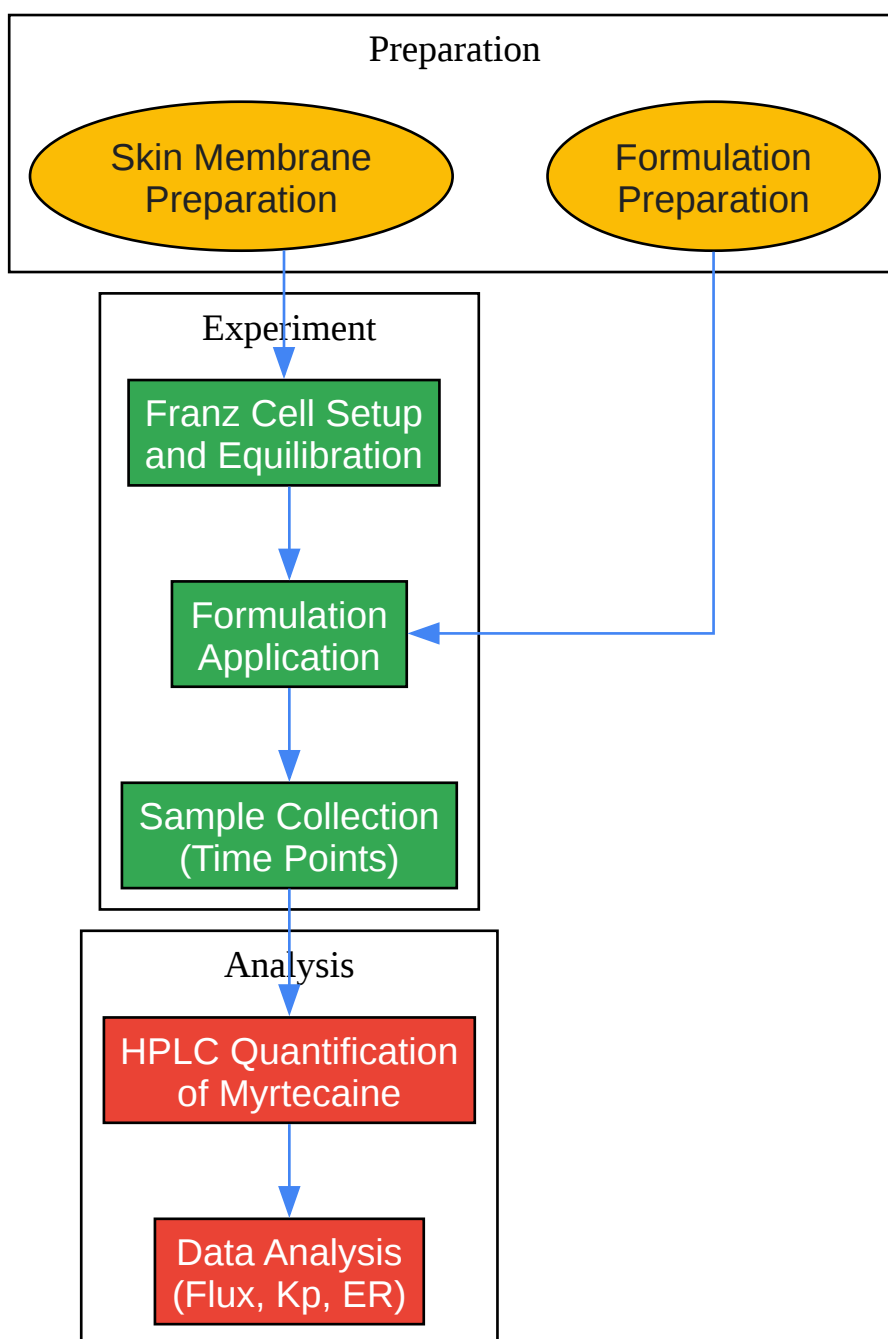 Preparation
Skin Membrane
Preparation
Formulation
Preparation
Experiment
Franz Cell Setup
and Equilibration
Formulation
Application
Sample Collection
(Time Points)
Analysis
HPLC Quantification
of Myrtecaine
Data Analysis
(Flux, Kp, ER)